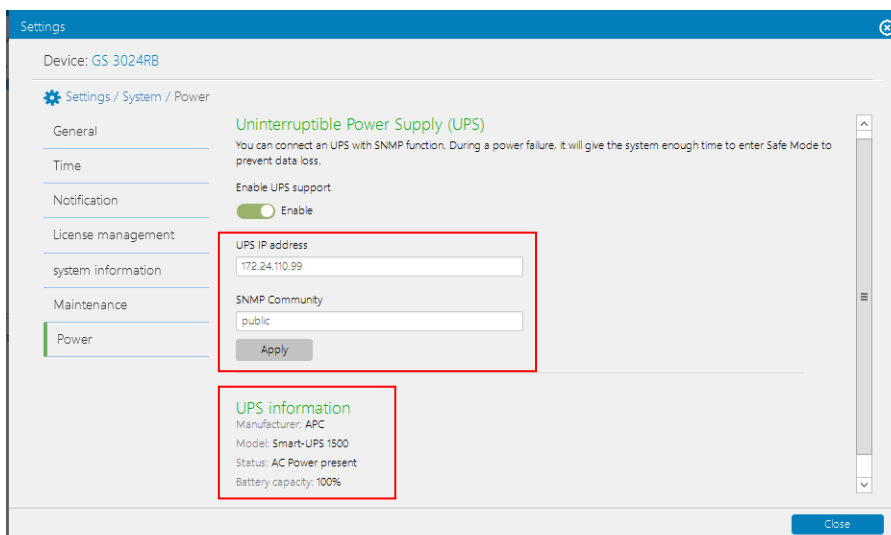 Settings
Device: GS 3024RB
Settings / System / Power
General
Time
Notification
License management
system information
Maintenance
Power
Uninterruptible Power Supply (UPS)
You can connect an UPS with SNMP function. During a power failure, it will give the system enough time to enter Safe Mode to
prevent data loss.
Enable UPS support
Enable
UPS IP address
172.24.110.99
SNMP Community
public
Apply
UPS information
Manufacturer: APC
Model: Smart-UPS 1500
Status: AC Power present
Battery capacity: 100%
Close